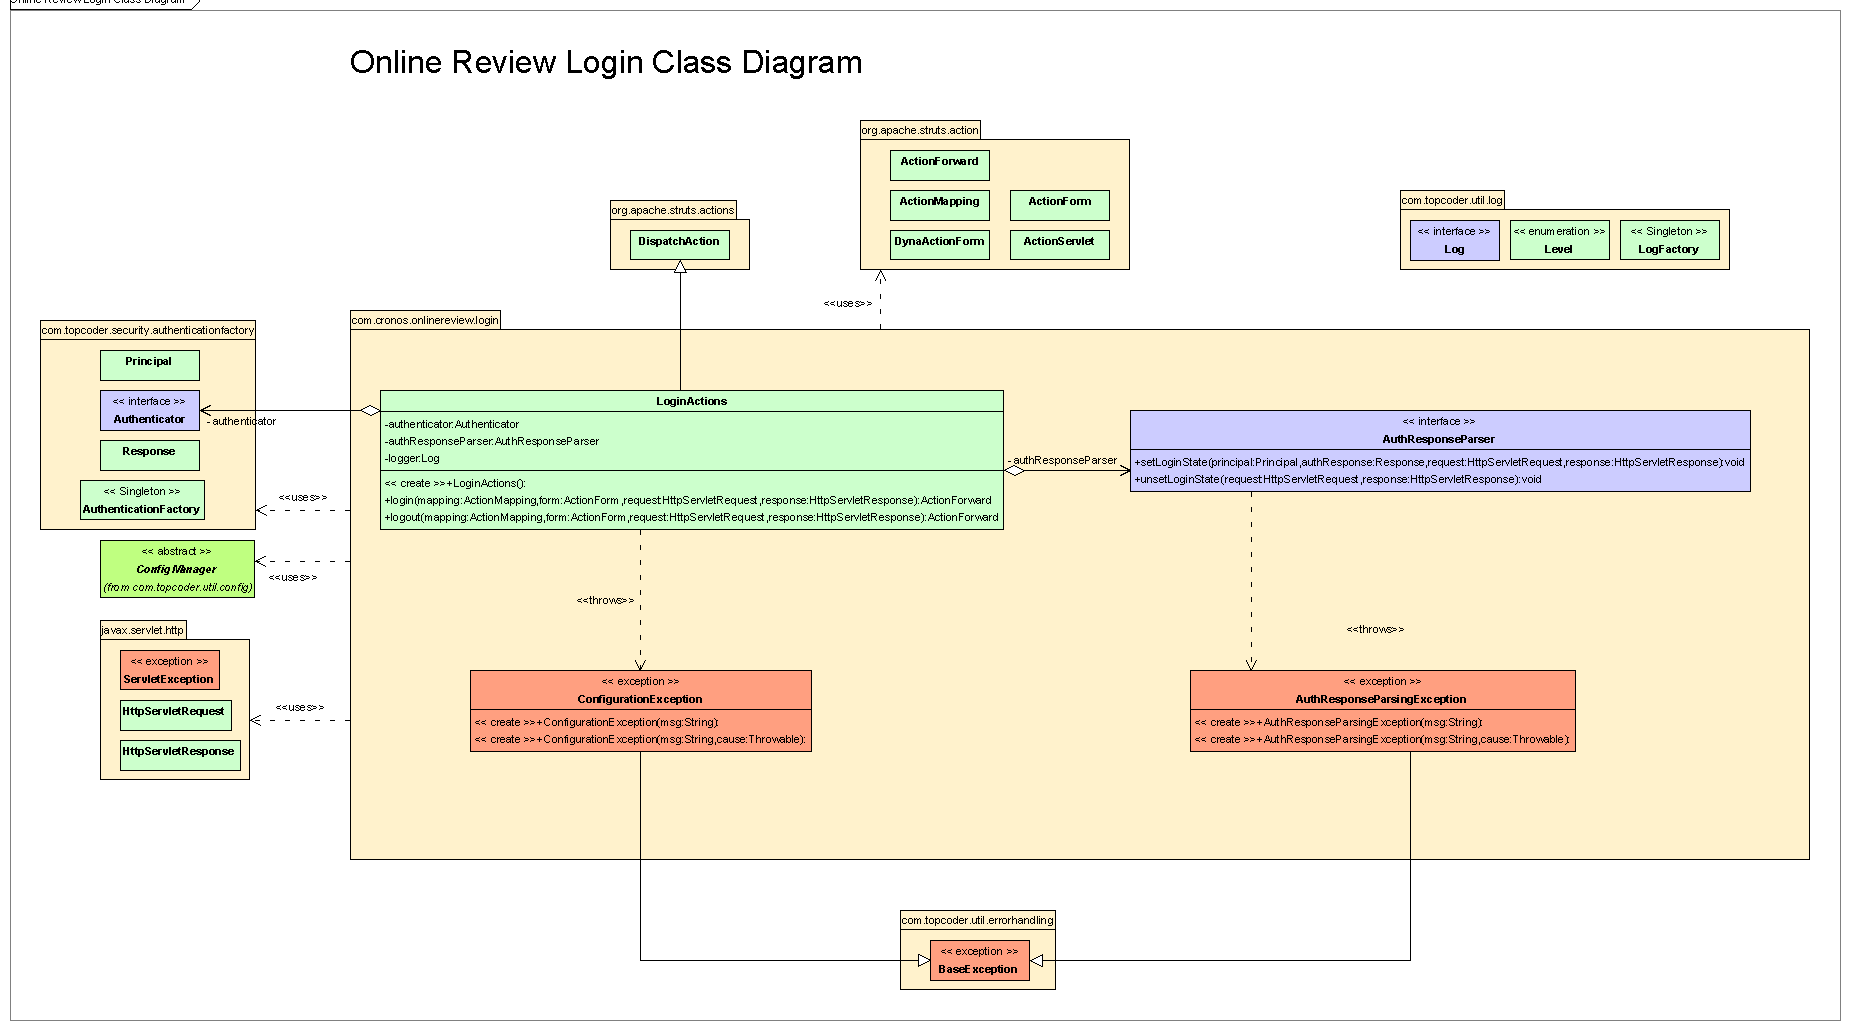 Online Review Login Class Diagram
Online Review Login Class Diagram
org.apache.struts.action
ActionForward
ActionMapping
ActionForm
DynaActionForm
ActionServlet
org.apache.struts.actions
DispatchAction
com.topcoder.util.log
<< interface >>
Log
<< enumeration >>
Level
<< Singleton >>
LogFactory
<<uses>>
com.topcoder.security.authenticationfactory
Principal
<< interface >>
Authenticator
- authenticator
Response
<< Singleton >>
AuthenticationFactory
<<uses>>
<< abstract >>
ConfigManager
(from com.topcoder.util.config)
<<uses>>
javax.servlet.http
<< exception >>
ServletException
HttpServletRequest
HttpServletResponse
<<uses>>
com.cronos.onlinereview.login
LoginActions
-authenticator:Authenticator
-authResponseParser:AuthResponseParser
-logger:Log
<< create >>+LoginActions():
+login(mapping:ActionMapping,form:ActionForm,request:HttpServletRequest,response:HttpServletResponse):ActionForward
+logout(mapping:ActionMapping,form:ActionForm,request:HttpServletRequest,response:HttpServletResponse):ActionForward
- authResponseParser
<< interface >>
AuthResponseParser
+setLoginState(principal:Principal,authResponse:Response,request:HttpServletRequest,response:HttpServletResponse):void
+unsetLoginState(request:HttpServletRequest,response:HttpServletResponse):void
<<throws>>
<<throws>>
<< exception >>
ConfigurationException
<< create >>+ConfigurationException(msg:String):
<< create >>+ConfigurationException(msg:String,cause:Throwable):
<< exception >>
AuthResponseParsingException
<< create >>+AuthResponseParsingException(msg:String):
<< create >>+AuthResponseParsingException(msg:String,cause:Throwable):
com.topcoder.util.errorhandling
<< exception >>
BaseException